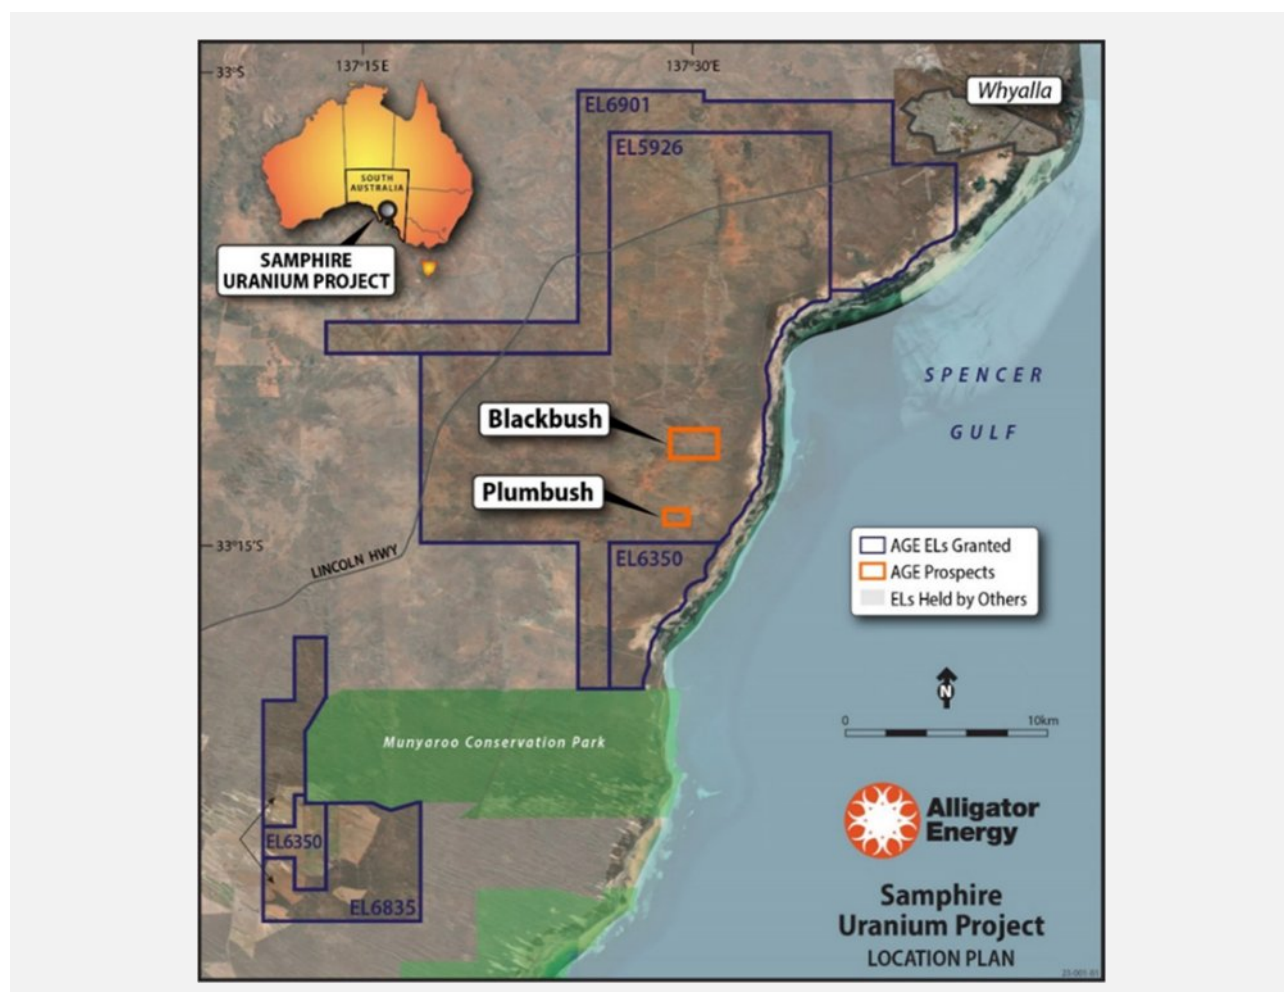 137°15'E
137°30'E
33°S
Whyalla
EL6901
EL5926
SOUTH
AUSTRALIA
SAMPHIRE
URANIUM PROJECT
SPENCER
GULF
Blackbush
Plumbush
33°15'S
LINCOLN HWY
EL6350
AGE ELs Granted
AGE Prospects
ELs Held by Others
N
0 10km
Munyaroo Conservation Park
EL6350
EL6835
Alligator
Energy
Samphire
Uranium Project
LOCATION PLAN